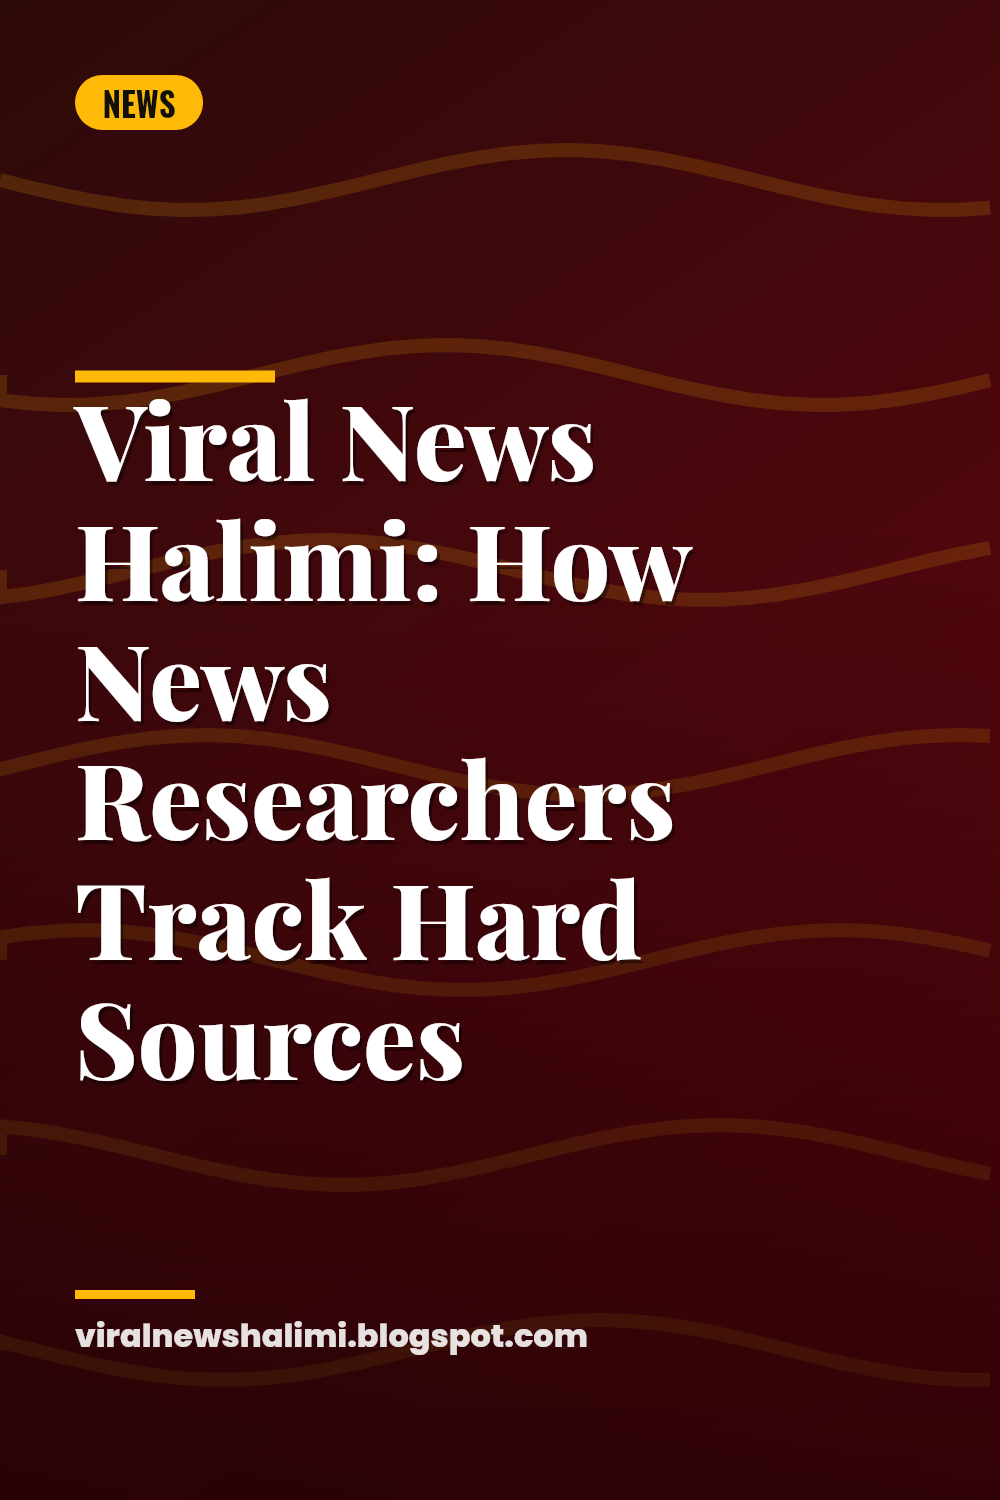 NEWS
Viral News
Halimi: How
News
Researchers
Track Hard
Sources
viralnewshalimi.blogspot.com